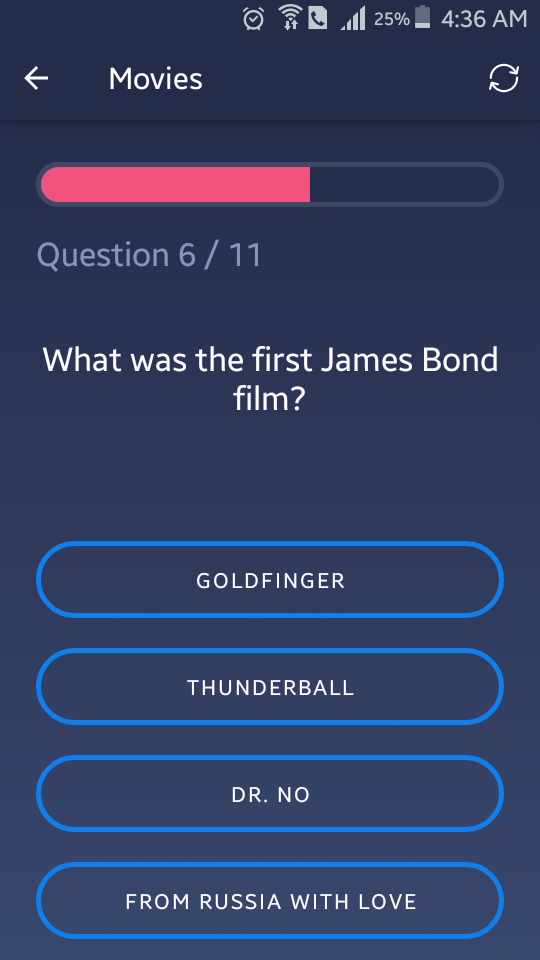 25% 4:36 AM
Movies
Question 6 / 11
What was the first James Bond
film?
GOLDFINGER
THUNDERBALL
DR. NO
FROM RUSSIA WITH LOVE